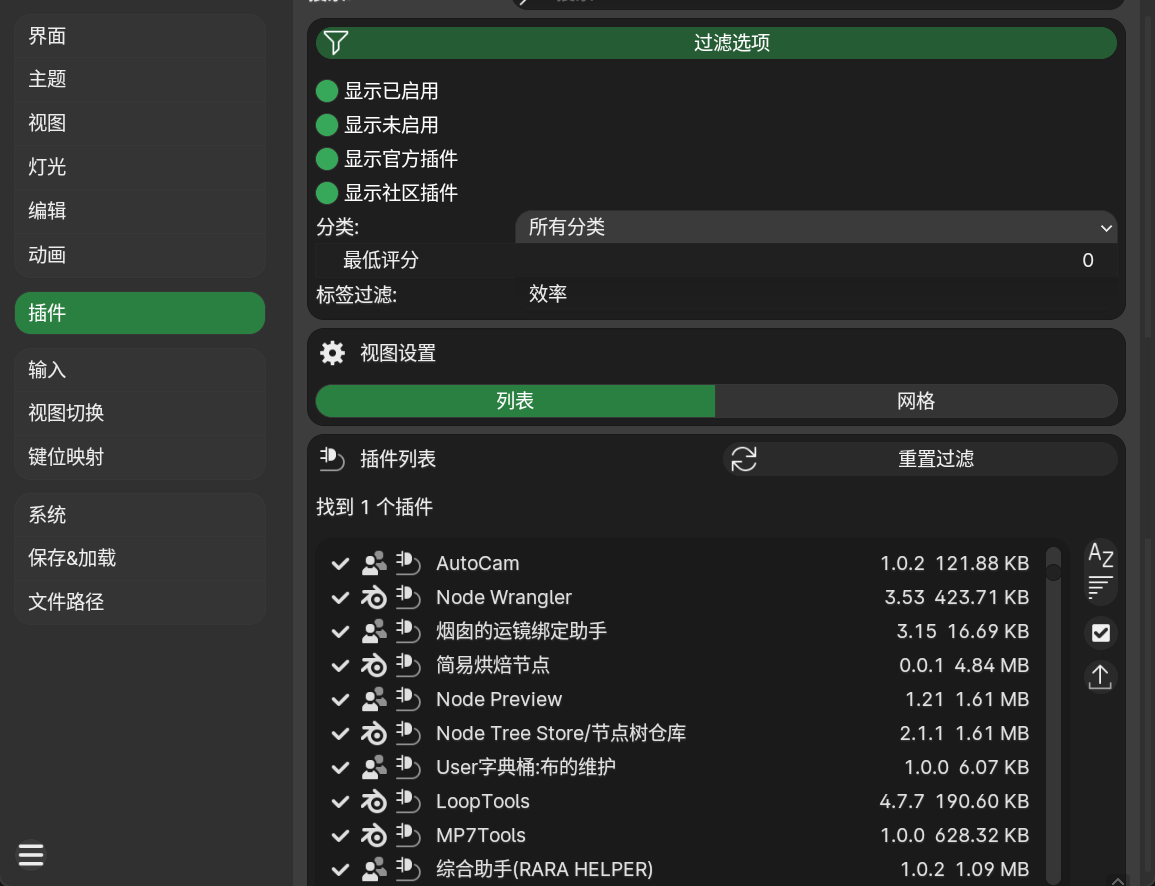 界面
主题
视图
灯光
编辑
动画
插件
输入
视图切换
键位映射
系统
保存&加载
文件路径
过滤选项
显示已启用
显示未启用
显示官方插件
显示社区插件
分类: 所有分类
最低评分 0
标签过滤: 效率
视图设置
列表 网格
插件列表 重置过滤
找到 1 个插件
AutoCam 1.0.2 121.88 KB
Node Wrangler 3.53 423.71 KB
烟囱的运镜绑定助手 3.15 16.69 KB
简易烘焙节点 0.0.1 4.84 MB
Node Preview 1.21 1.61 MB
Node Tree Store/节点树仓库 2.1.1 1.61 MB
User字典桶:布的维护 1.0.0 6.07 KB
LoopTools 4.7.7 190.60 KB
MP7Tools 1.0.0 628.32 KB
综合助手(RARA HELPER) 1.0.2 1.09 MB
AZ